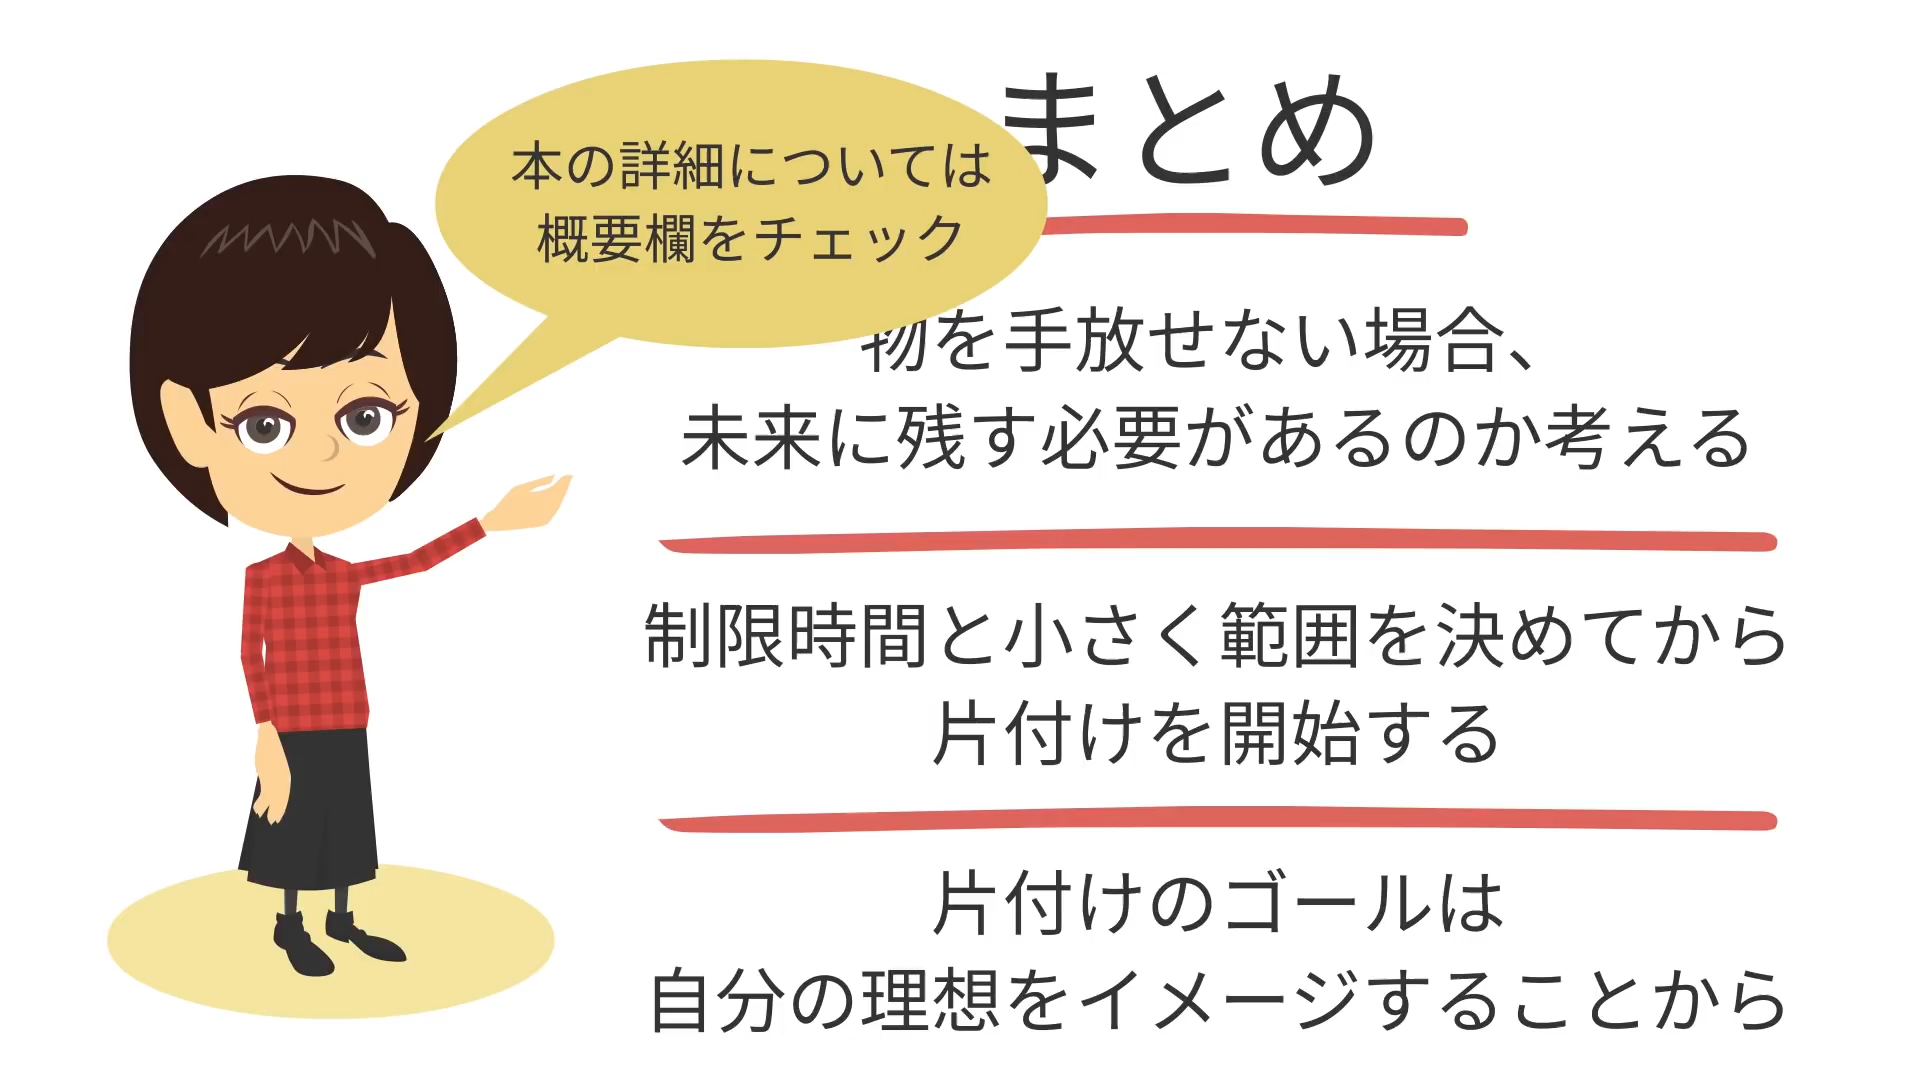 まとめ
本の詳細については
概要欄をチェック
物を手放せない場合、
未来に残す必要があるのか考える
制限時間と小さく範囲を決めてから
片付けを開始する
片付けのゴールは
自分の理想をイメージすることから